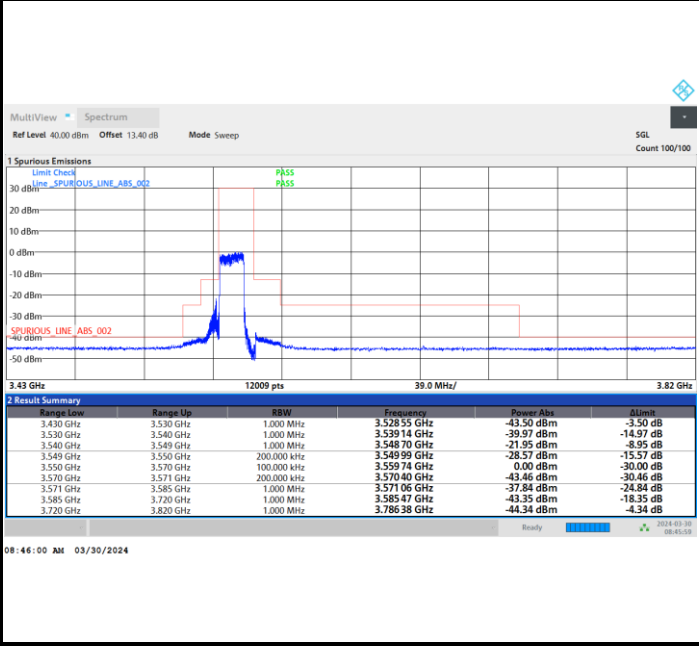 MultiView Spectrum
Ref Level 40.00 dBm Offset 13.40 dB Mode Sweep SGL
Count 100/100
1 Spurious Emissions
Limit Check PASS
Line _SPURIOUS_LINE_ABS_002 PASS
30 dBm
20 dBm
10 dBm
0 dBm
-10 dBm
-20 dBm
-30 dBm
_SPURIOUS_LINE_ABS_002
-40 dBm
-50 dBm
3.43 GHz 12009 pts 39.0 MHz/ 3.82 GHz
2 Result Summary
Range Low Range Up RBW Frequency Power Abs ΔLimit
3.430 GHz 3.530 GHz 1.000 MHz 3.528 55 GHz -43.50 dBm -3.50 dB
3.530 GHz 3.540 GHz 1.000 MHz 3.539 14 GHz -39.97 dBm -14.97 dB
3.540 GHz 3.549 GHz 1.000 MHz 3.548 70 GHz -21.95 dBm -8.95 dB
3.549 GHz 3.550 GHz 200.000 kHz 3.549 99 GHz -28.57 dBm -15.57 dB
3.550 GHz 3.570 GHz 100.000 kHz 3.559 74 GHz 0.00 dBm -30.00 dB
3.570 GHz 3.571 GHz 200.000 kHz 3.570 40 GHz -43.46 dBm -30.46 dB
3.571 GHz 3.585 GHz 1.000 MHz 3.571 06 GHz -37.84 dBm -24.84 dB
3.585 GHz 3.720 GHz 1.000 MHz 3.585 47 GHz -43.35 dBm -18.35 dB
3.720 GHz 3.820 GHz 1.000 MHz 3.786 38 GHz -44.34 dBm -4.34 dB
Ready 2024-03-30
08:45:59
08:46:00 AM 03/30/2024